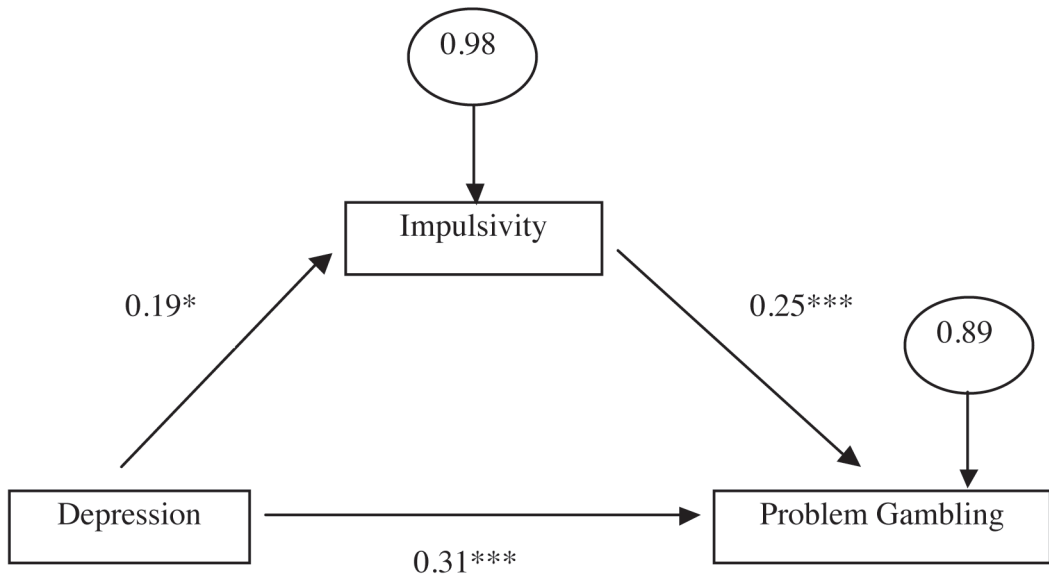 0.98
Impulsivity
0.19*
0.25***
0.89
Depression
Problem Gambling
0.31***